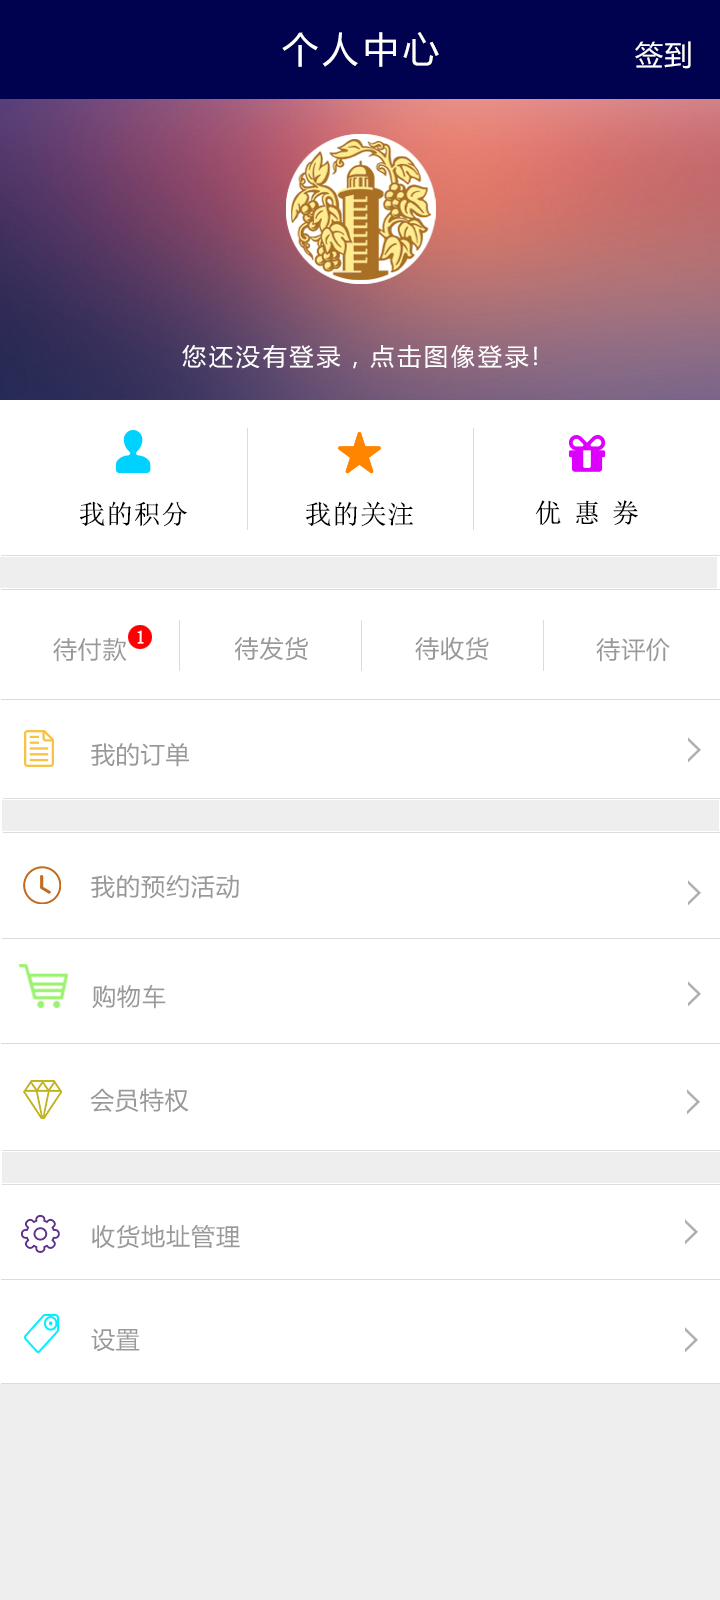 个人中心
签到
您还没有登录，点击图像登录!
我的积分
我的关注
优惠券
待付款
1
待发货
待收货
待评价
我的订单
我的预约活动
购物车
会员特权
收货地址管理
设置